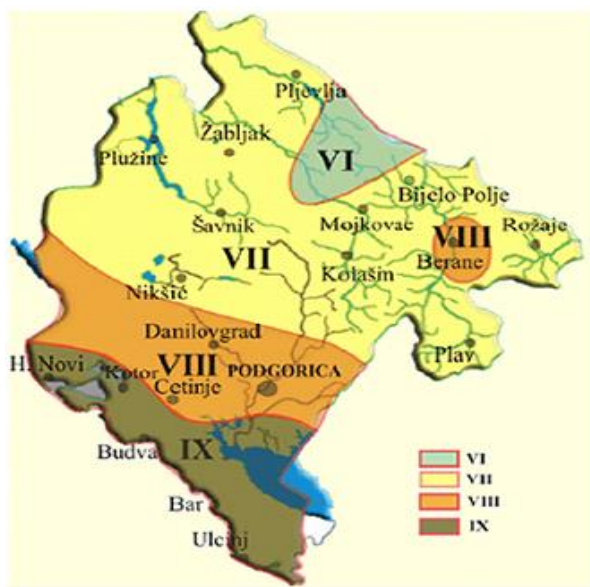 Pljevlja
Žabljak
VI
Plužine
Bijelo Polje
Šavnik
Mojkovac
VIII
Rožaje
VII
Kolašin
Berane
Nikšić
Danilovgrad
Plav
H. Novi
VIII
Kotor
PODGORICA
Cetinje
IX
Budva
VI
VII
Bar
VIII
IX
Ulcinj